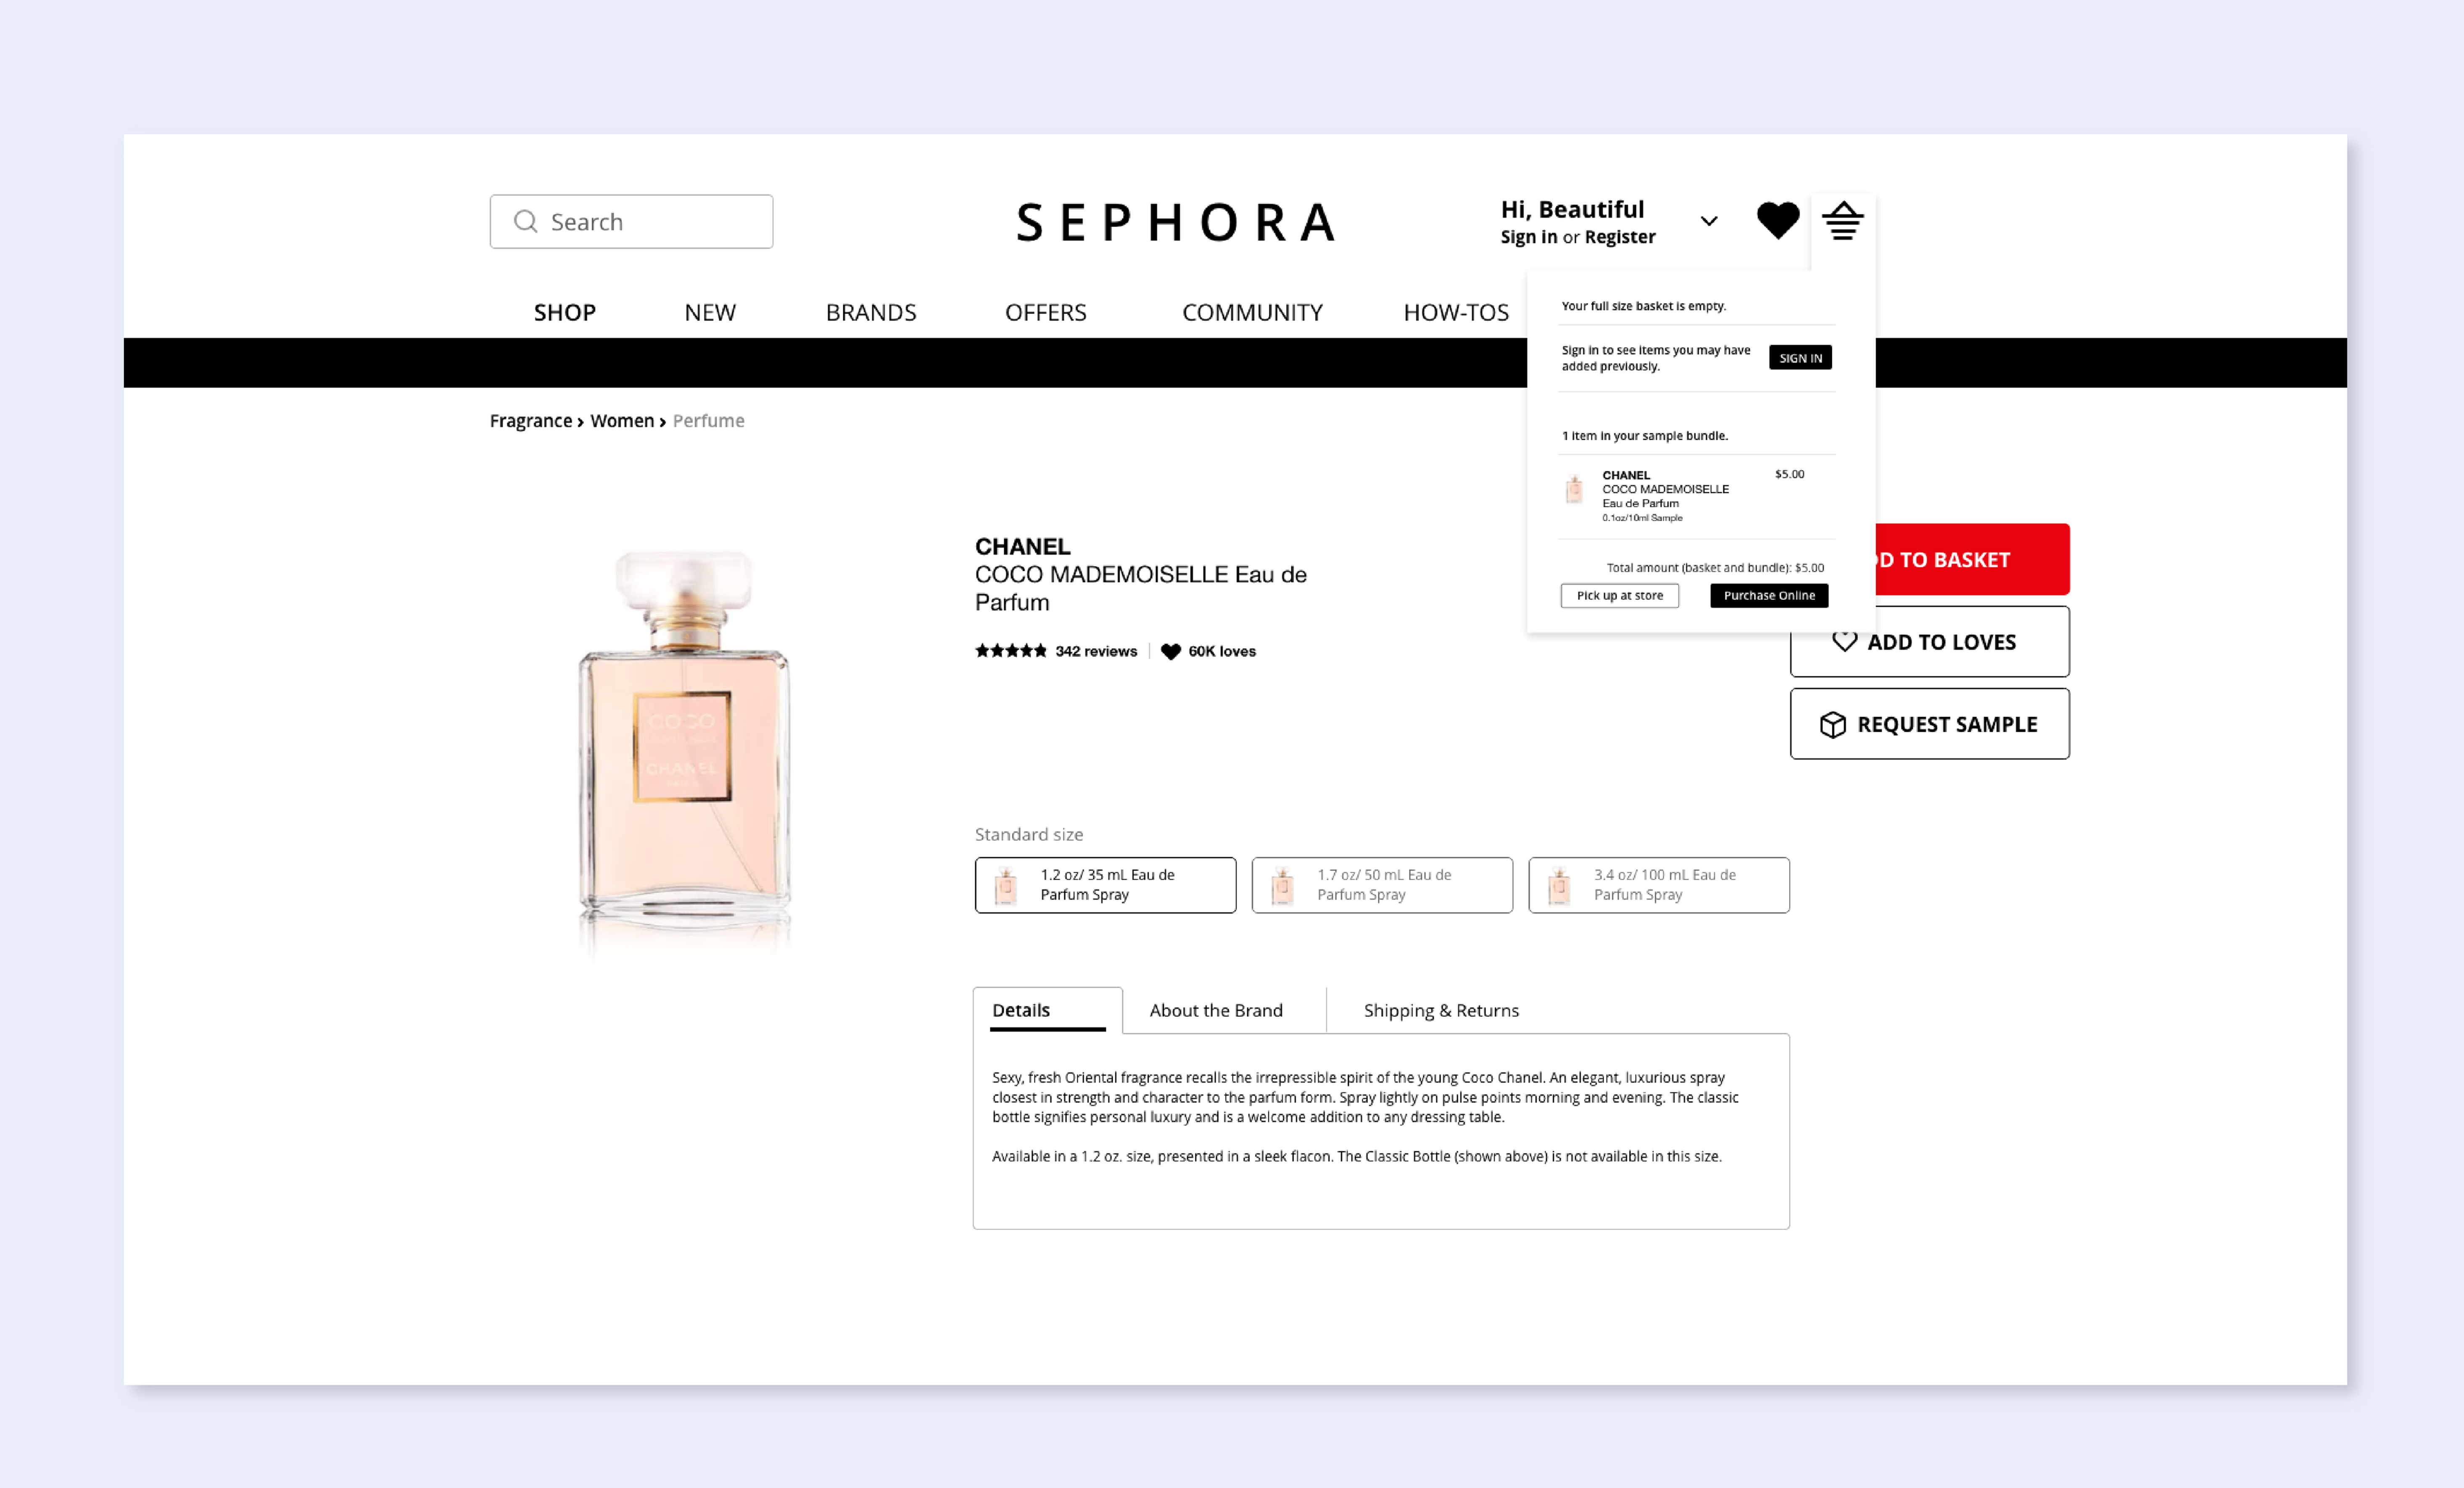 Search
SEPHORA
Hi, Beautiful
Sign in or Register
SHOP NEW BRANDS OFFERS COMMUNITY HOW-TOS
Your full size basket is empty.
Sign in to see items you may have
added previously.
SIGN IN
1 item in your sample bundle.
CHANEL $5.00
COCO MADEMOISELLE
Eau de Parfum
0.1oz/10ml Sample
Total amount (basket and bundle): $5.00
Pick up at store Purchase Online
Fragrance › Women › Perfume
COCO
CHANEL
CHANEL
COCO MADEMOISELLE Eau de
Parfum
342 reviews 60K loves
D TO BASKET
ADD TO LOVES
REQUEST SAMPLE
Standard size
1.2 oz/ 35 mL Eau de
Parfum Spray
1.7 oz/ 50 mL Eau de
Parfum Spray
3.4 oz/ 100 mL Eau de
Parfum Spray
Details About the Brand Shipping & Returns
Sexy, fresh Oriental fragrance recalls the irrepressible spirit of the young Coco Chanel. An elegant, luxurious spray
closest in strength and character to the parfum form. Spray lightly on pulse points morning and evening. The classic
bottle signifies personal luxury and is a welcome addition to any dressing table.
Available in a 1.2 oz. size, presented in a sleek flacon. The Classic Bottle (shown above) is not available in this size.